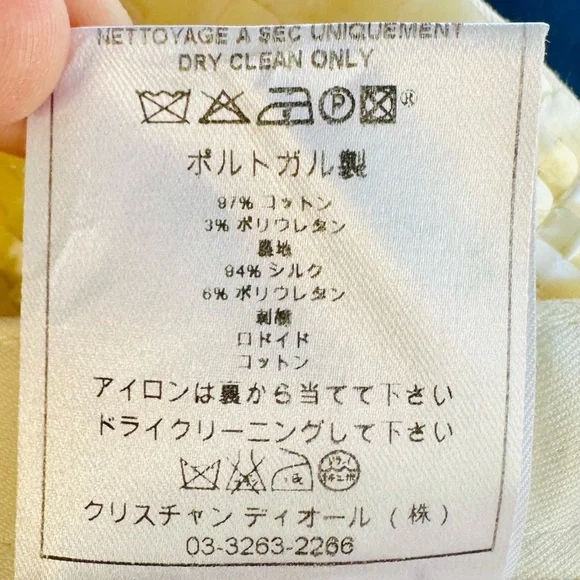 NETTOYAGE A SEC UNIQUEMENT
DRY CLEAN ONLY
P ®
ポルトガル製
97% コットン
3% ポリウレタン
裏地
94% シルク
6% ポリウレタン
刺繍
ロドイド
コットン
アイロンは裏から当てて下さい
ドライクリーニングして下さい
クリスチャン ディオール (株)
03-3263-2266